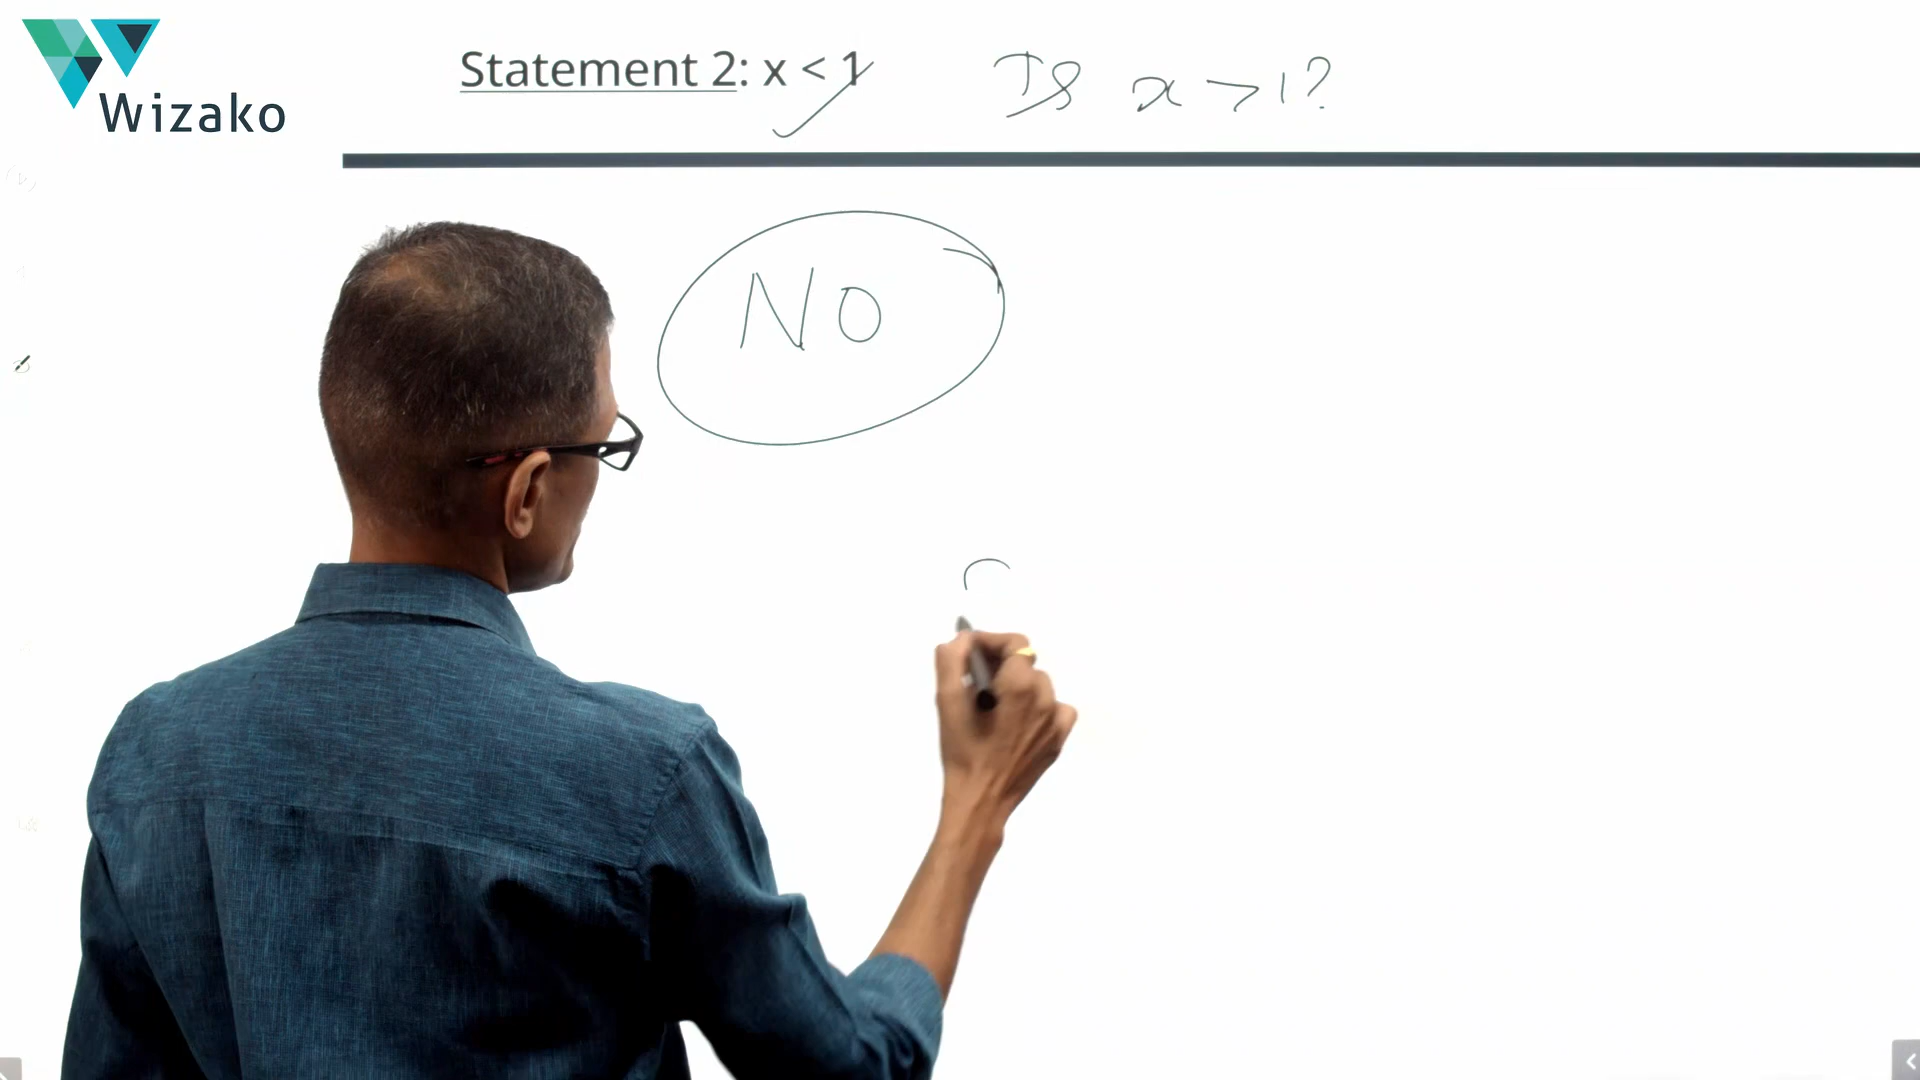 Wizako
Statement 2: x < 1 Is x > 1?
NO